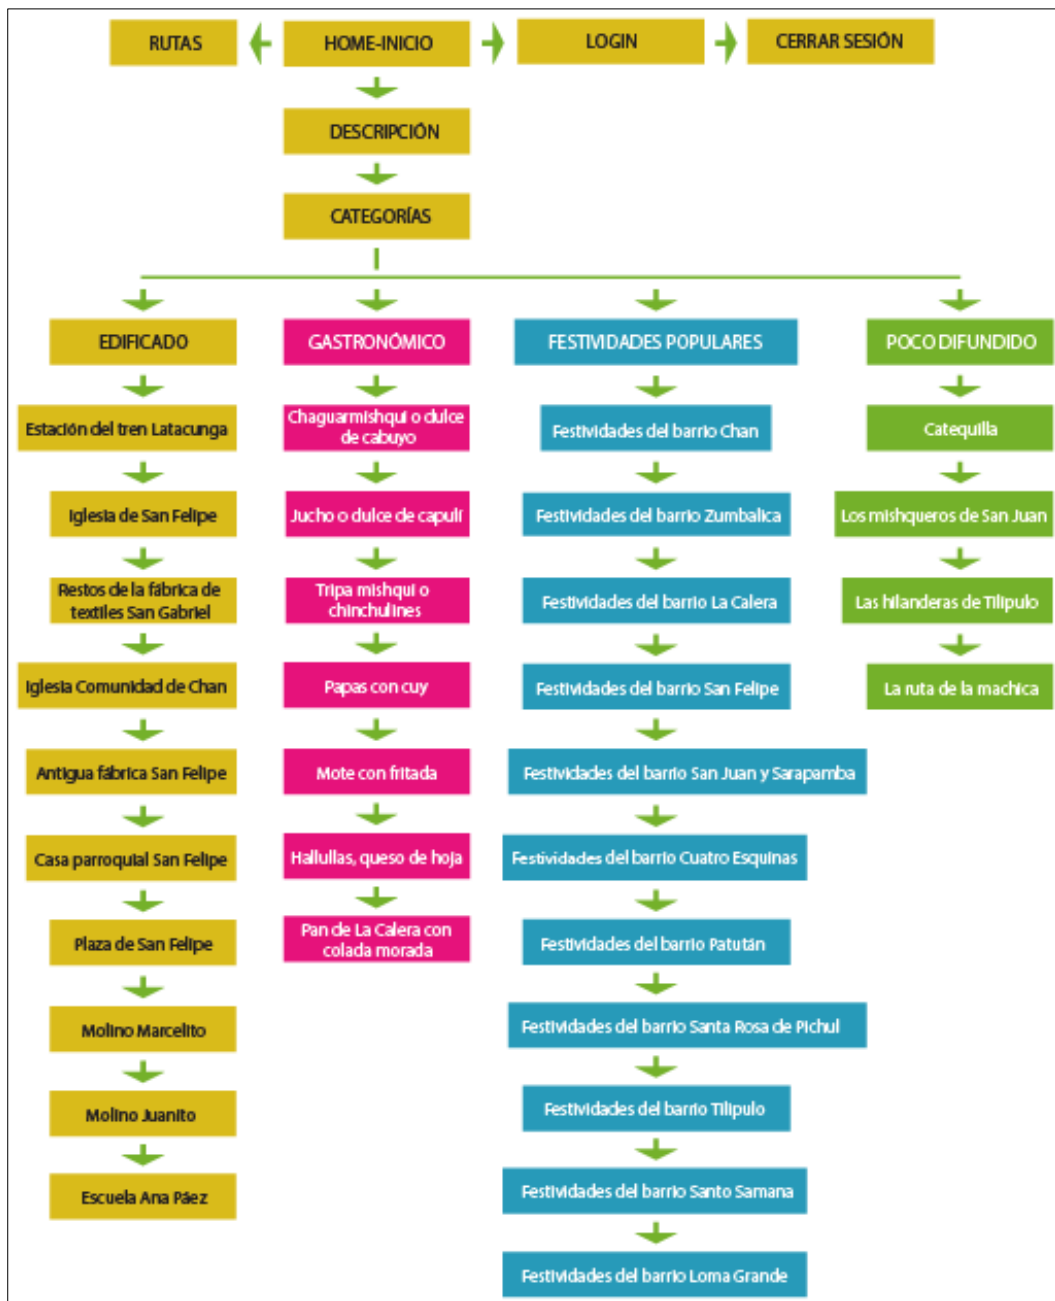 RUTAS
HOME-INICIO
LOGIN
CERRAR SESIÓN
DESCRIPCIÓN
CATEGORÍAS
EDIFICADO
Estación del tren Latacunga
Iglesia de San Felipe
Restos de la fábrica de
textiles San Gabriel
Iglesia Comunidad de Chan
Antigua fábrica San Felipe
Casa parroquial San Felipe
Plaza de San Felipe
Molino Marcelito
Molino Juanito
Escuela Ana Páez
GASTRONÓMICO
Chaguarmishqui o dulce
de cabuyo
Jucho o dulce de capulí
Tripa mishqui o
chinchulines
Papas con cuy
Mote con fritada
Hallullas, queso de hoja
Pan de La Calera con
colada morada
FESTIVIDADES POPULARES
Festividades del barrio Chan
Festividades del barrio Zumbalica
Festividades del barrio La Calera
Festividades del barrio San Felipe
Festividades del barrio San Juan y Sarapamba
Festividades del barrio Cuatro Esquinas
Festividades del barrio Patután
Festividades del barrio Santa Rosa de Pichul
Festividades del barrio Tilipulo
Festividades del barrio Santo Samana
Festividades del barrio Loma Grande
POCO DIFUNDIDO
Catequilla
Los mishqueros de San Juan
Las hilanderas de Tilipulo
La ruta de la machica